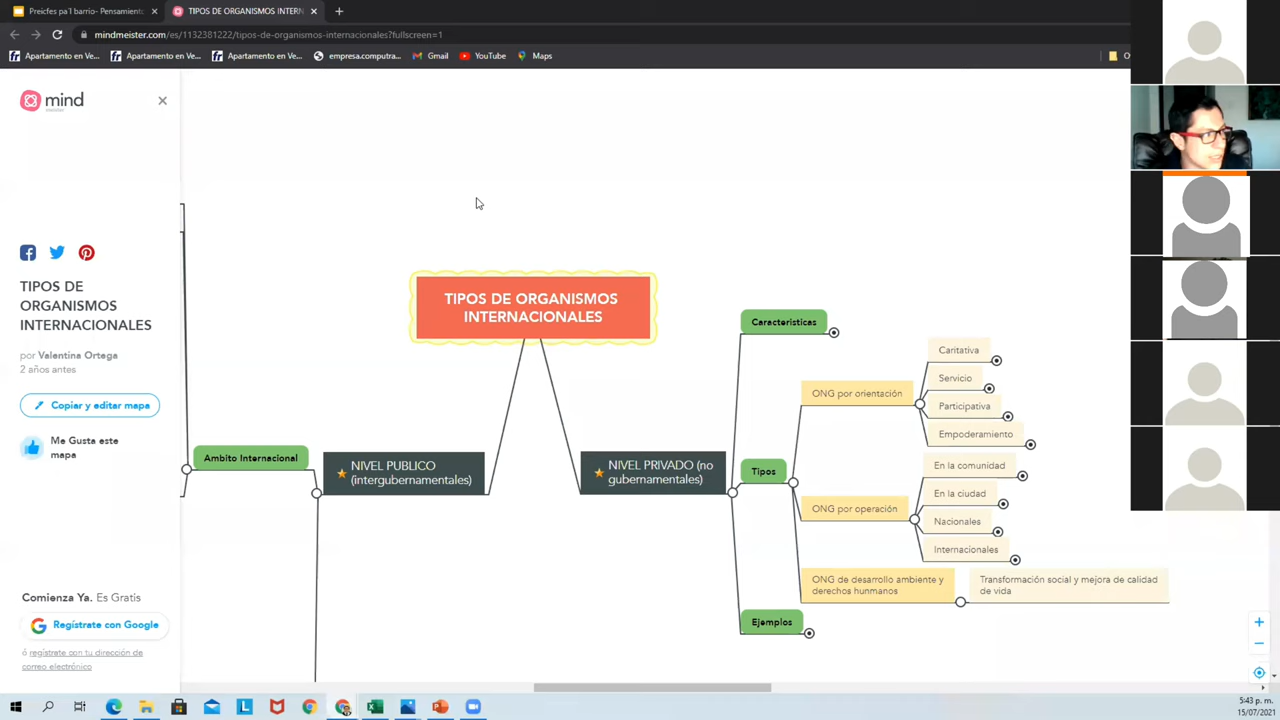 Preicfes pa'l barrio- Pensamiento
TIPOS DE ORGANISMOS INTERN
mindmeister.com/es/1132381222/tipos-de-organismos-internacionales?fullscreen=1
Apartamento en Ve...
Apartamento en Ve...
Apartamento en Ve...
empresa.computra...
Gmail
YouTube
Maps
O
mind
meister
TIPOS DE
ORGANISMOS
INTERNACIONALES
por Valentina Ortega
2 años antes
Copiar y editar mapa
Me Gusta este
mapa
Comienza Ya. Es Gratis
Regístrate con Google
ó regístrate con tu dirección de
correo electrónico
TIPOS DE ORGANISMOS
INTERNACIONALES
Ambito Internacional
NIVEL PUBLICO
(intergubernamentales)
NIVEL PRIVADO (no
gubernamentales)
Caracteristicas
Tipos
Ejemplos
ONG por orientación
Caritativa
Servicio
Participativa
Empoderamiento
ONG por operación
En la comunidad
En la ciudad
Nacionales
Internacionales
ONG de desarrollo ambiente y
derechos hunmanos
Transformación social y mejora de calidad
de vida
5:43 p. m.
15/07/2021